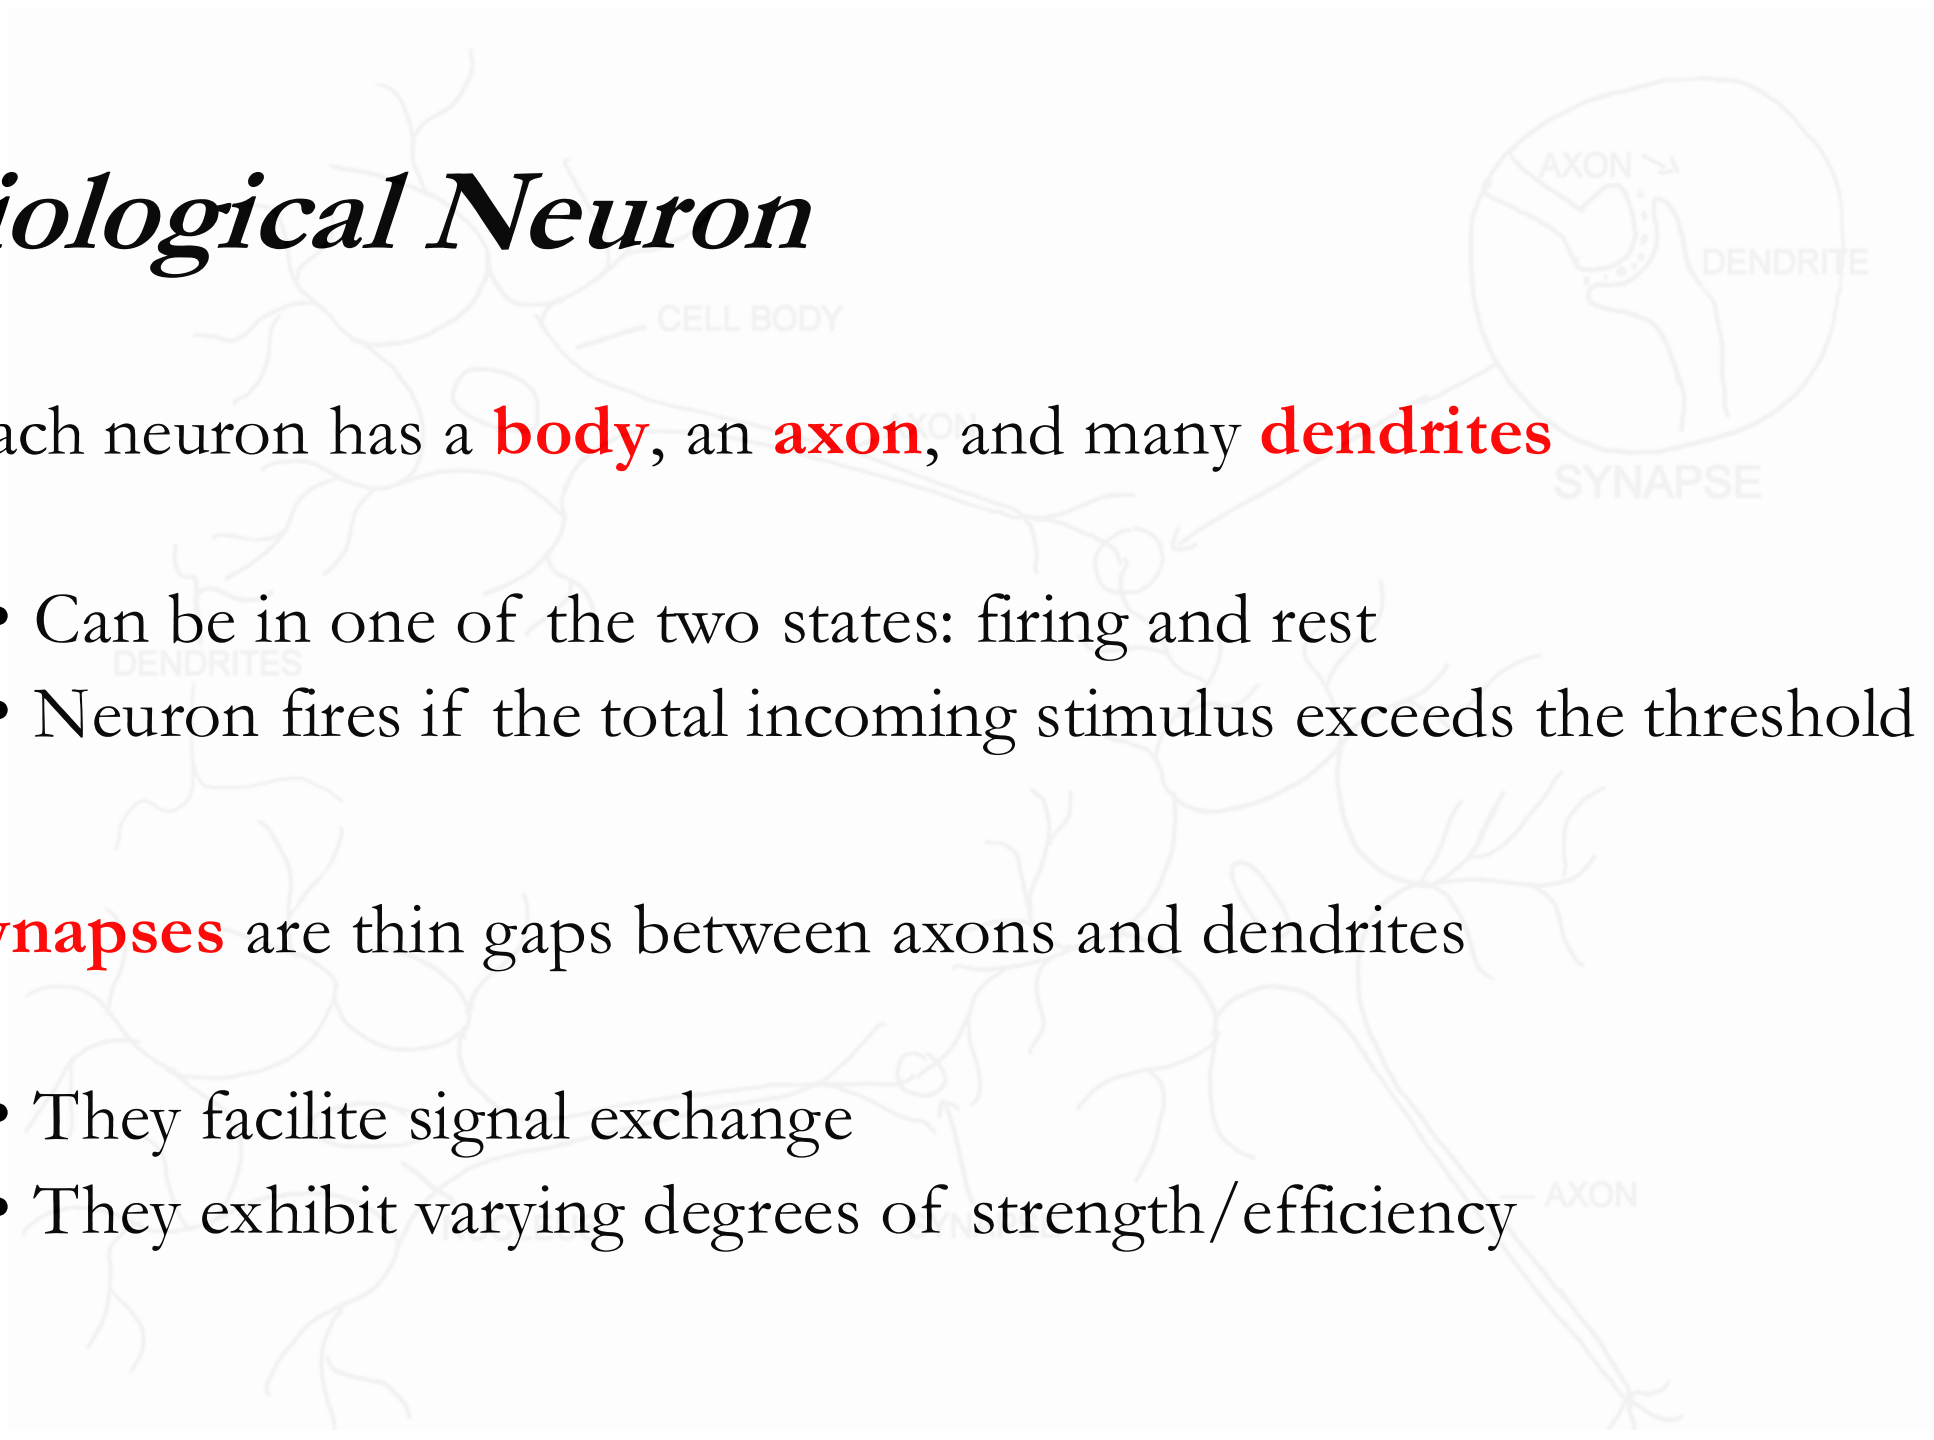 iological Neuron
ach neuron has a body, an axon, and many dendrites
• Can be in one of the two states: firing and rest
• Neuron fires if the total incoming stimulus exceeds the threshold
ynapses are thin gaps between axons and dendrites
• They facilite signal exchange
• They exhibit varying degrees of strength/efficiency
AXON
DENDRITE
CELL BODY
AXON
SYNAPSE
DENDRITES
AXON
SYNAPSE